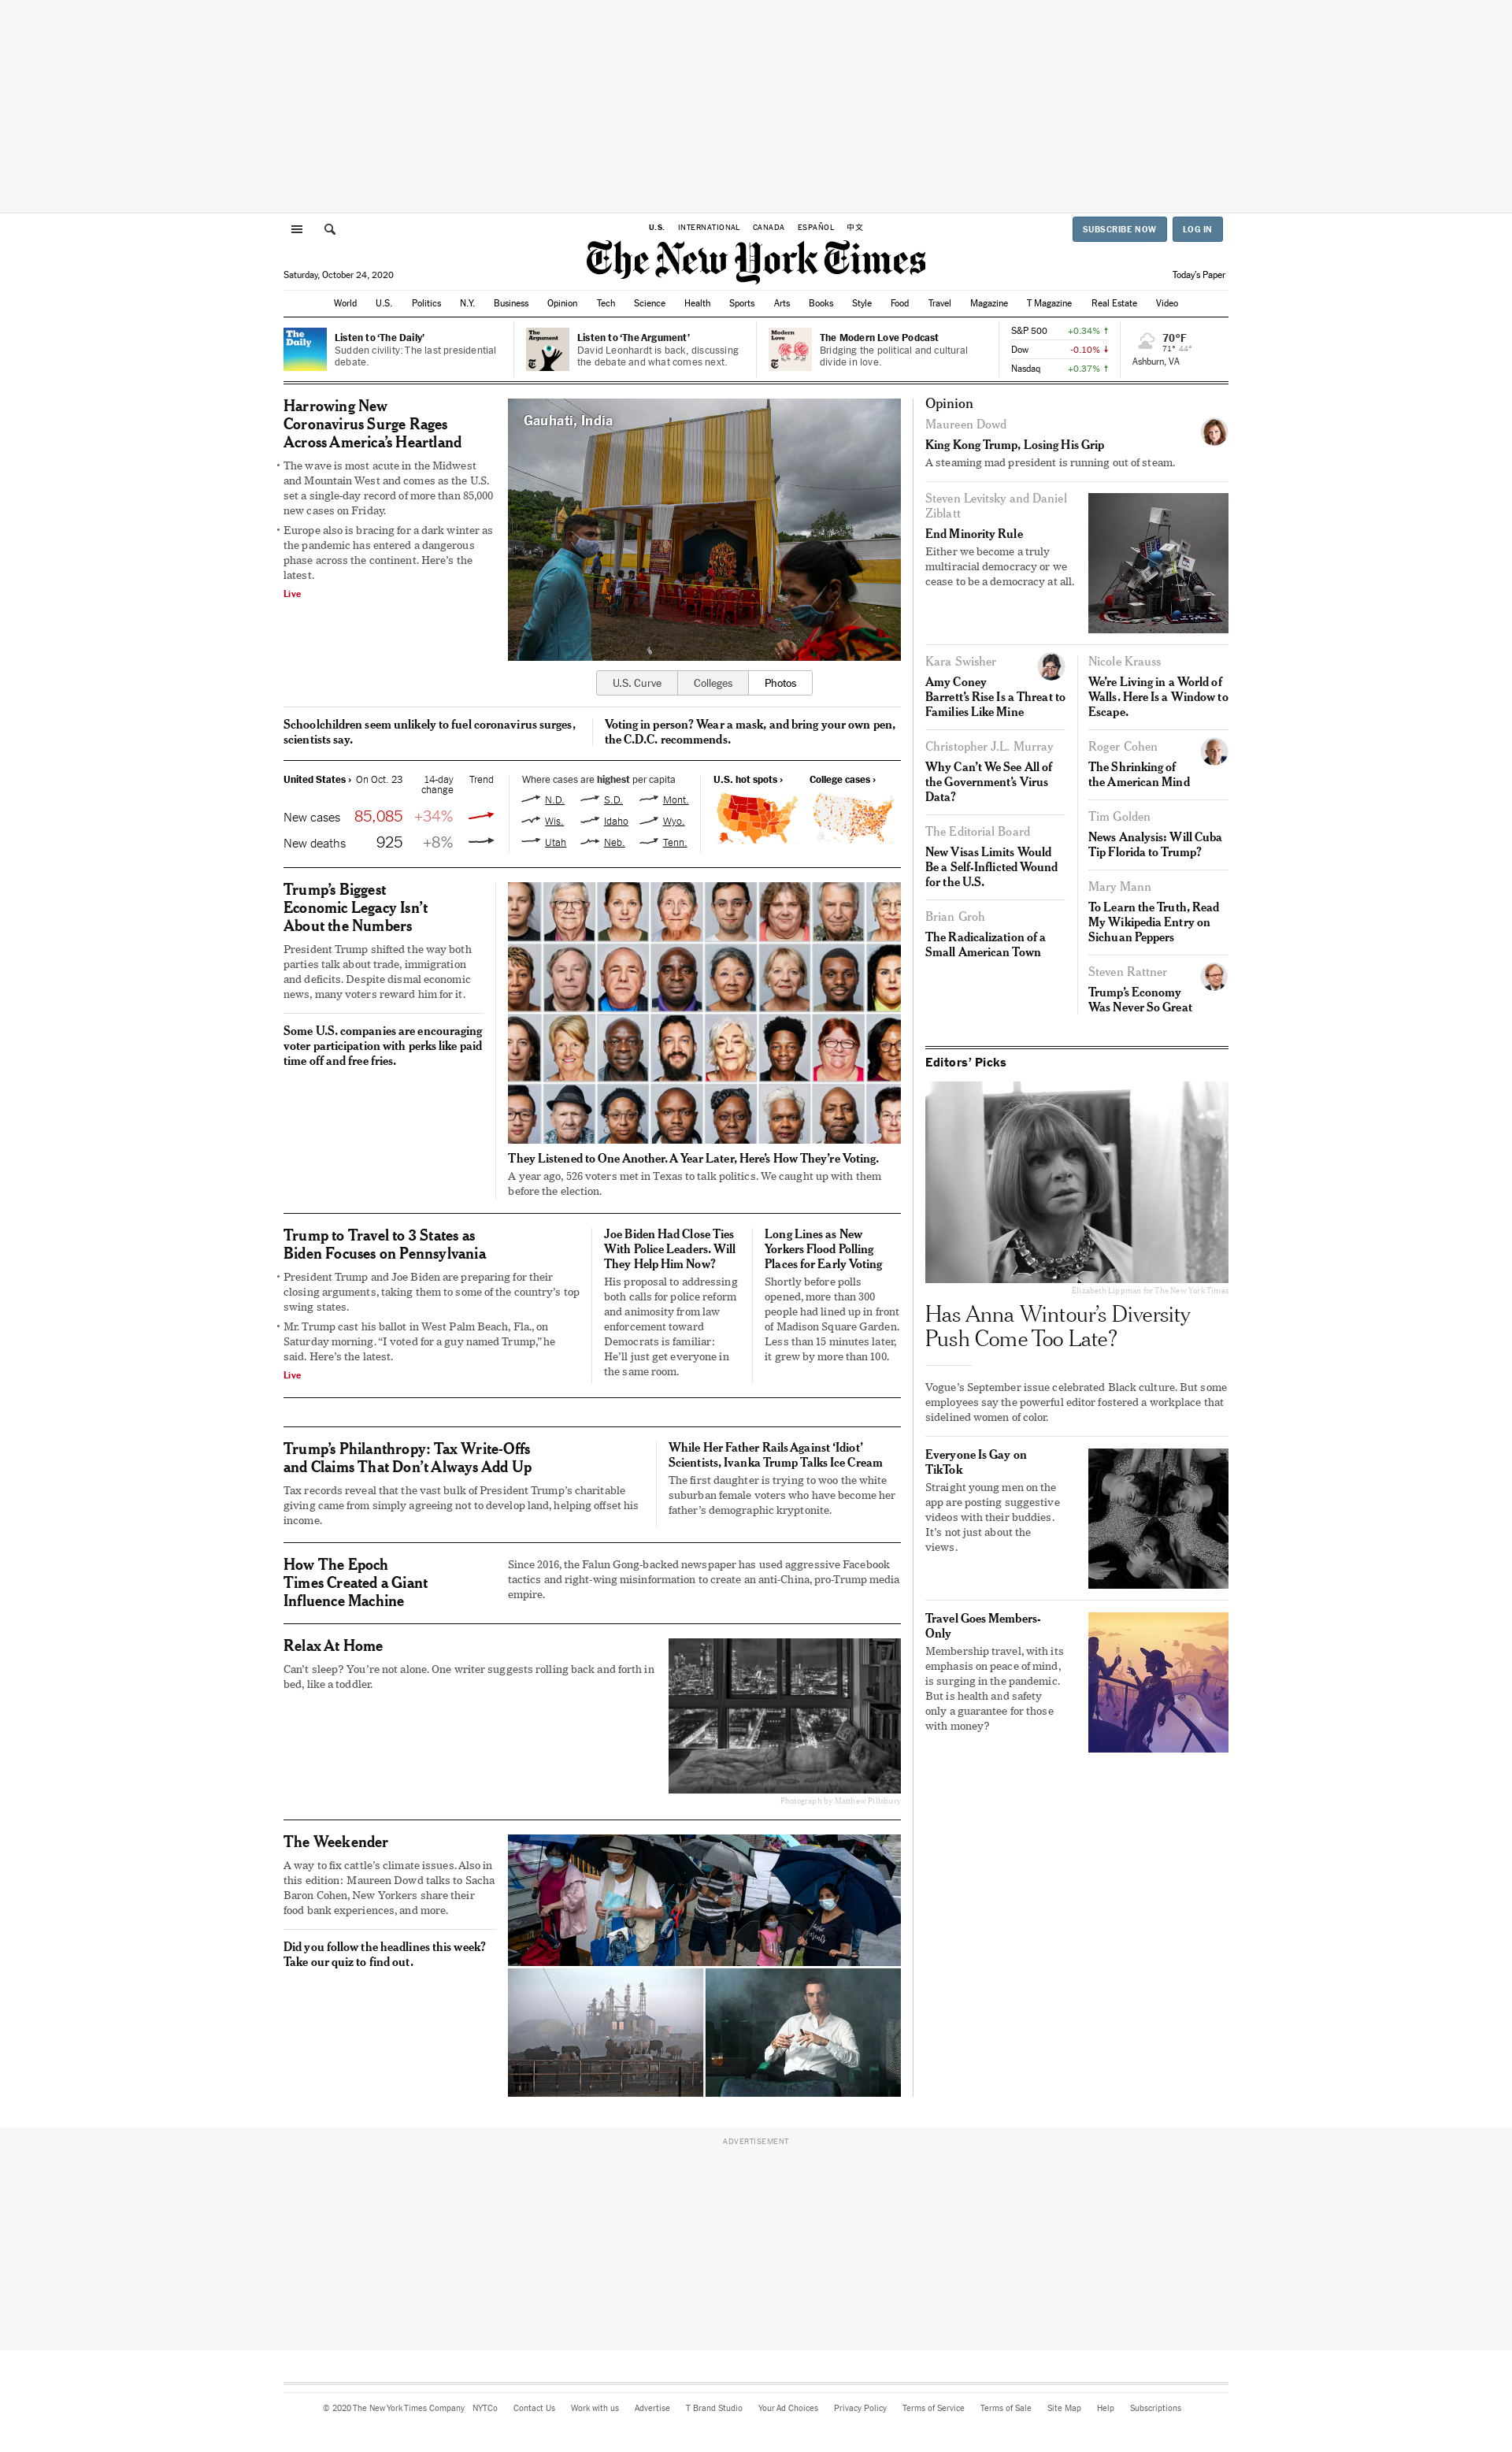 U.S. INTERNATIONAL CANADA ESPAÑOL 中文
SUBSCRIBE NOW LOG IN
The New York Times
Saturday, October 24, 2020
Today's Paper
World U.S. Politics N.Y. Business Opinion Tech Science Health Sports Arts Books Style Food Travel Magazine T Magazine Real Estate Video
The
Daily
Listen to ‘The Daily’
Sudden civility: The last presidential
debate.
The
Argument
Listen to ‘The Argument’
David Leonhardt is back, discussing
the debate and what comes next.
Modern
Love
The Modern Love Podcast
Bridging the political and cultural
divide in love.
S&P 500 +0.34% ↑
Dow -0.10% ↓
Nasdaq +0.37% ↑
70°F
71° 44°
Ashburn, VA
Harrowing New
Coronavirus Surge Rages
Across America’s Heartland
• The wave is most acute in the Midwest
and Mountain West and comes as the U.S.
set a single-day record of more than 85,000
new cases on Friday.
• Europe also is bracing for a dark winter as
the pandemic has entered a dangerous
phase across the continent. Here’s the
latest.
Live
Gauhati, India
U.S. Curve Colleges Photos
Schoolchildren seem unlikely to fuel coronavirus surges,
scientists say.
Voting in person? Wear a mask, and bring your own pen,
the C.D.C. recommends.
United States › On Oct. 23 14-day
change Trend
New cases 85,085 +34%
New deaths 925 +8%
Where cases are highest per capita
N.D. S.D. Mont.
Wis. Idaho Wyo.
Utah Neb. Tenn.
U.S. hot spots ›
College cases ›
Trump’s Biggest
Economic Legacy Isn’t
About the Numbers
President Trump shifted the way both
parties talk about trade, immigration
and deficits. Despite dismal economic
news, many voters reward him for it.
Some U.S. companies are encouraging
voter participation with perks like paid
time off and free fries.
They Listened to One Another. A Year Later, Here’s How They’re Voting.
A year ago, 526 voters met in Texas to talk politics. We caught up with them
before the election.
Trump to Travel to 3 States as
Biden Focuses on Pennsylvania
• President Trump and Joe Biden are preparing for their
closing arguments, taking them to some of the country’s top
swing states.
• Mr. Trump cast his ballot in West Palm Beach, Fla., on
Saturday morning. “I voted for a guy named Trump,” he
said. Here’s the latest.
Live
Joe Biden Had Close Ties
With Police Leaders. Will
They Help Him Now?
His proposal to addressing
both calls for police reform
and animosity from law
enforcement toward
Democrats is familiar:
He’ll just get everyone in
the same room.
Long Lines as New
Yorkers Flood Polling
Places for Early Voting
Shortly before polls
opened, more than 300
people had lined up in front
of Madison Square Garden.
Less than 15 minutes later,
it grew by more than 100.
Trump’s Philanthropy: Tax Write-Offs
and Claims That Don’t Always Add Up
Tax records reveal that the vast bulk of President Trump’s charitable
giving came from simply agreeing not to develop land, helping offset his
income.
While Her Father Rails Against ‘Idiot’
Scientists, Ivanka Trump Talks Ice Cream
The first daughter is trying to woo the white
suburban female voters who have become her
father’s demographic kryptonite.
How The Epoch
Times Created a Giant
Influence Machine
Since 2016, the Falun Gong-backed newspaper has used aggressive Facebook
tactics and right-wing misinformation to create an anti-China, pro-Trump media
empire.
Relax At Home
Can’t sleep? You’re not alone. One writer suggests rolling back and forth in
bed, like a toddler.
Photograph by Matthew Pillsbury
The Weekender
A way to fix cattle’s climate issues. Also in
this edition: Maureen Dowd talks to Sacha
Baron Cohen, New Yorkers share their
food bank experiences, and more.
Did you follow the headlines this week?
Take our quiz to find out.
Opinion
Maureen Dowd
King Kong Trump, Losing His Grip
A steaming mad president is running out of steam.
Steven Levitsky and Daniel
Ziblatt
End Minority Rule
Either we become a truly
multiracial democracy or we
cease to be a democracy at all.
Kara Swisher
Amy Coney
Barrett’s Rise Is a Threat to
Families Like Mine
Christopher J.L. Murray
Why Can’t We See All of
the Government’s Virus
Data?
The Editorial Board
New Visas Limits Would
Be a Self-Inflicted Wound
for the U.S.
Brian Groh
The Radicalization of a
Small American Town
Nicole Krauss
We’re Living in a World of
Walls. Here Is a Window to
Escape.
Roger Cohen
The Shrinking of
the American Mind
Tim Golden
News Analysis: Will Cuba
Tip Florida to Trump?
Mary Mann
To Learn the Truth, Read
My Wikipedia Entry on
Sichuan Peppers
Steven Rattner
Trump’s Economy
Was Never So Great
Editors’ Picks
Elizabeth Lippman for The New York Times
Has Anna Wintour’s Diversity
Push Come Too Late?
Vogue’s September issue celebrated Black culture. But some
employees say the powerful editor fostered a workplace that
sidelined women of color.
Everyone Is Gay on
TikTok
Straight young men on the
app are posting suggestive
videos with their buddies.
It’s not just about the
views.
Travel Goes Members-
Only
Membership travel, with its
emphasis on peace of mind,
is surging in the pandemic.
But is health and safety
only a guarantee for those
with money?
ADVERTISEMENT
© 2020 The New York Times Company NYTCo Contact Us Work with us Advertise T Brand Studio Your Ad Choices Privacy Policy Terms of Service Terms of Sale Site Map Help Subscriptions